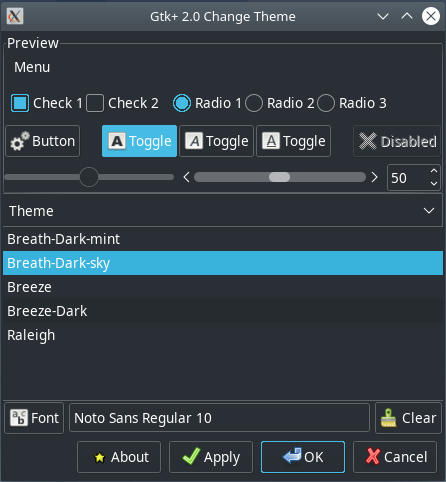 Gtk+ 2.0 Change Theme
Preview
Menu
Check 1 Check 2 Radio 1 Radio 2 Radio 3
Button A Toggle A Toggle A Toggle Disabled
50
Theme
Breath-Dark-mint
Breath-Dark-sky
Breeze
Breeze-Dark
Raleigh
Font Noto Sans Regular 10 Clear
About Apply OK Cancel